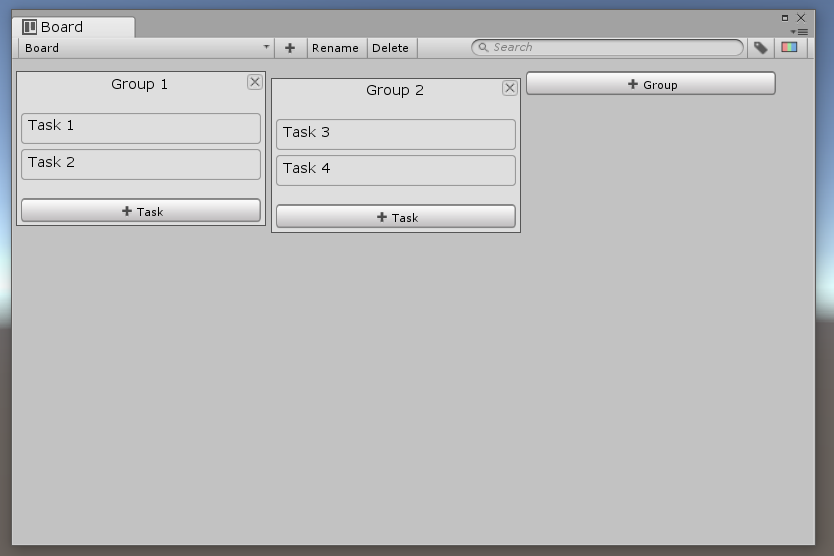 Board
Board
Rename
Delete
Search
Group 1
Task 1
Task 2
Task
Group 2
Task 3
Task 4
Task
Group